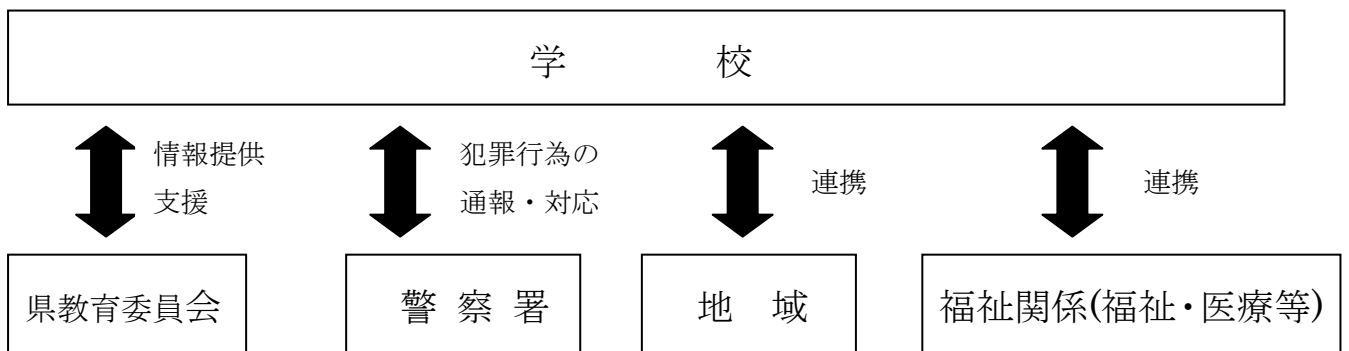 学　校
情報提供
支援
犯罪行為の
通報・対応
連携
連携
県教育委員会
警察署
地　域
福祉関係(福祉・医療等)